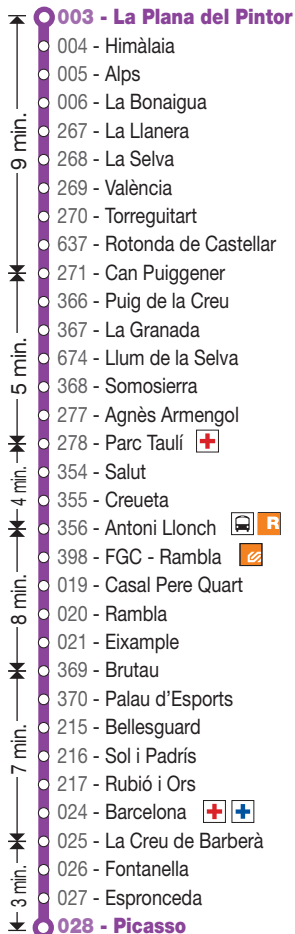 003 - La Plana del Pintor
004 - Himàlaia
005 - Alps
006 - La Bonaigua
267 - La Llanera
268 - La Selva
269 - València
270 - Torreguitart
637 - Rotonda de Castellar
9 min.
271 - Can Puiggener
366 - Puig de la Creu
367 - La Granada
674 - Llum de la Selva
368 - Somosierra
277 - Agnès Armengol
5 min.
278 - Parc Taulí
354 - Salut
355 - Creueta
4 min.
356 - Antoni Llonch R
398 - FGC - Rambla
019 - Casal Pere Quart
020 - Rambla
021 - Eixample
8 min.
369 - Brutau
370 - Palau d’Esports
215 - Bellesguard
216 - Sol i Padrís
217 - Rubió i Ors
024 - Barcelona
7 min.
025 - La Creu de Barberà
026 - Fontanella
027 - Espronceda
3 min.
028 - Picasso